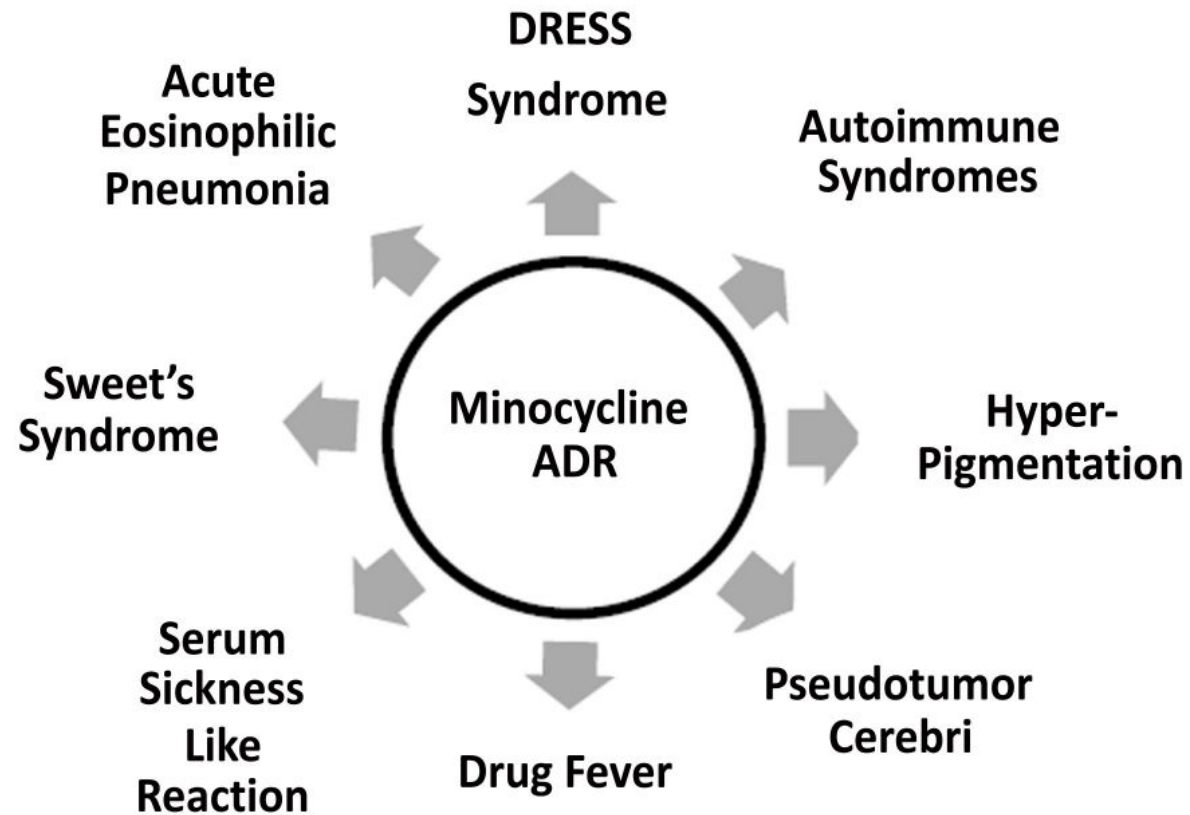 DRESS
Syndrome
Acute
Eosinophilic
Pneumonia
Autoimmune
Syndromes
Sweet’s
Syndrome
Minocycline
ADR
Hyper-
Pigmentation
Serum
Sickness
Like
Reaction
Drug Fever
Pseudotumor
Cerebri